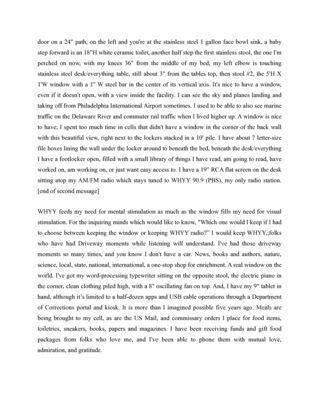 door on a 24" path, on the left and you're at the stainless steel 1 gallon face bowl sink, a baby
step forward is an 18"H white ceramic toilet, another half step the first stainless stool, the one I'm
perched on now, with my knees 36" from the middle of my bed, my left elbow is touching
stainless steel desk/everything table, still about 3" from the tables top, then stool #2, the 5'H X
1"W window with a 1" W steel bar in the center of its vertical axis. It's nice to have a window,
even if it doesn't open, with a view inside the facility. I can see the sky and planes landing and
taking off from Philadelphia International Airport sometimes. I used to be able to also see marine
traffic on the Delaware River and commuter rail traffic when I lived higher up. A window is nice
to have; I spent too much time in cells that didn't have a window in the corner of the back wall
with this beautiful view, right next to the lockers stacked in a 10' pile. I have about 7 letter-size
file boxes lining the wall under the locker around to beneath the bed, beneath the desk/everything
I have a footlocker open, filled with a small library of things I have read, am going to read, have
worked on, am working on, or just want easy access to. I have a 19" RCA flat screen on the desk
sitting atop my AM/FM radio which stays tuned to WHYY 90.9 (PBS), my only radio station.
[end of second message]
WHYY feeds my need for mental stimulation as much as the window fills my need for visual
stimulation. For the inquiring minds which would like to know, "Which one would I keep if I had
to choose between keeping the window or keeping WHYY radio?" I would keep WHYY,folks
who have had Driveway moments while listening will understand. I've had those driveway
moments so many times, and you know I don't have a car. News, books and authors, nature,
science, local, state, national, international, a one-stop shop for enrichment. A real window on the
world. I've got my word-processing typewriter sitting on the opposite stool, the electric piano in
the corner, clean clothing piled high, with a 8" oscillating fan on top. And, I have my 9" tablet in
hand, although it's limited to a half-dozen apps and USB cable operations through a Department
of Corrections portal and kiosk. It is more than I imagined possible five years ago. Meals are
being brought to my cell, as are the US Mail, and commissary orders I place for food items,
toiletries, sneakers, books, papers and magazines. I have been receiving funds and gift food
packages from folks who love me, and I've been able to phone them with mutual love,
admiration, and gratitude.